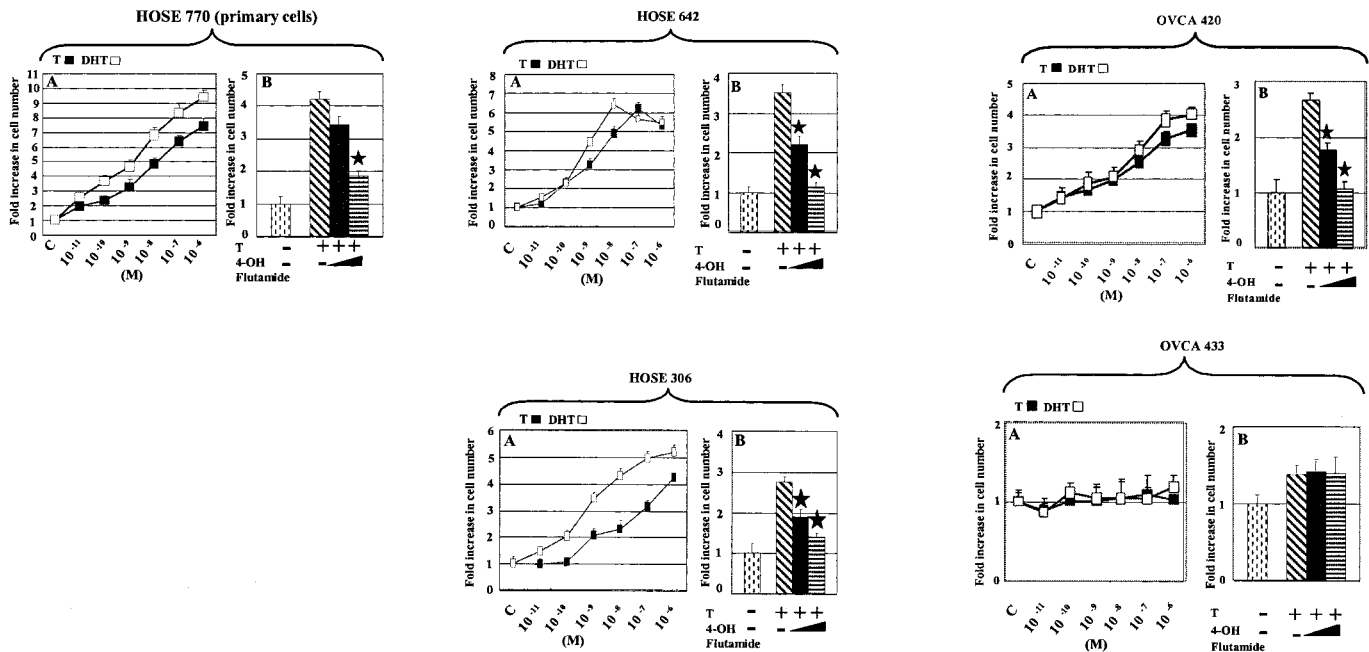 HOSE 770 (primary cells)
T ■ DHT □
A
Fold increase in cell number
11
10
9
8
7
6
5
4
3
2
1
0
C 10⁻¹¹ 10⁻¹⁰ 10⁻⁹ 10⁻⁸ 10⁻⁷ 10⁻⁶
(M)
B
Fold increase in cell number
4
2
0
T - + + +
4-OH - -
Flutamide
HOSE 642
T ■ DHT □
A
Fold increase in cell number
8
7
6
5
4
3
2
1
0
C 10⁻¹¹ 10⁻¹⁰ 10⁻⁹ 10⁻⁸ 10⁻⁷ 10⁻⁶
(M)
B
Fold increase in cell number
4
2
0
T - + + +
4-OH - -
Flutamide
OVCA 420
T ■ DHT □
A
Fold increase in cell number
5
4
3
2
1
0
C 10⁻¹¹ 10⁻¹⁰ 10⁻⁹ 10⁻⁸ 10⁻⁷ 10⁻⁶
(M)
B
Fold increase in cell number
3
2
1
0
T - + + +
4-OH - -
Flutamide
HOSE 306
T ■ DHT □
A
Fold increase in cell number
6
5
4
3
2
1
0
C 10⁻¹¹ 10⁻¹⁰ 10⁻⁹ 10⁻⁸ 10⁻⁷ 10⁻⁶
(M)
B
Fold increase in cell number
4
3
2
1
0
T - + + +
4-OH - -
Flutamide
OVCA 433
T ■ DHT □
A
Fold increase in cell number
2
1
0
C 10⁻¹¹ 10⁻¹⁰ 10⁻⁹ 10⁻⁸ 10⁻⁷ 10⁻⁶
(M)
B
Fold increase in cell number
2
1
0
T - + + +
4-OH - -
Flutamide